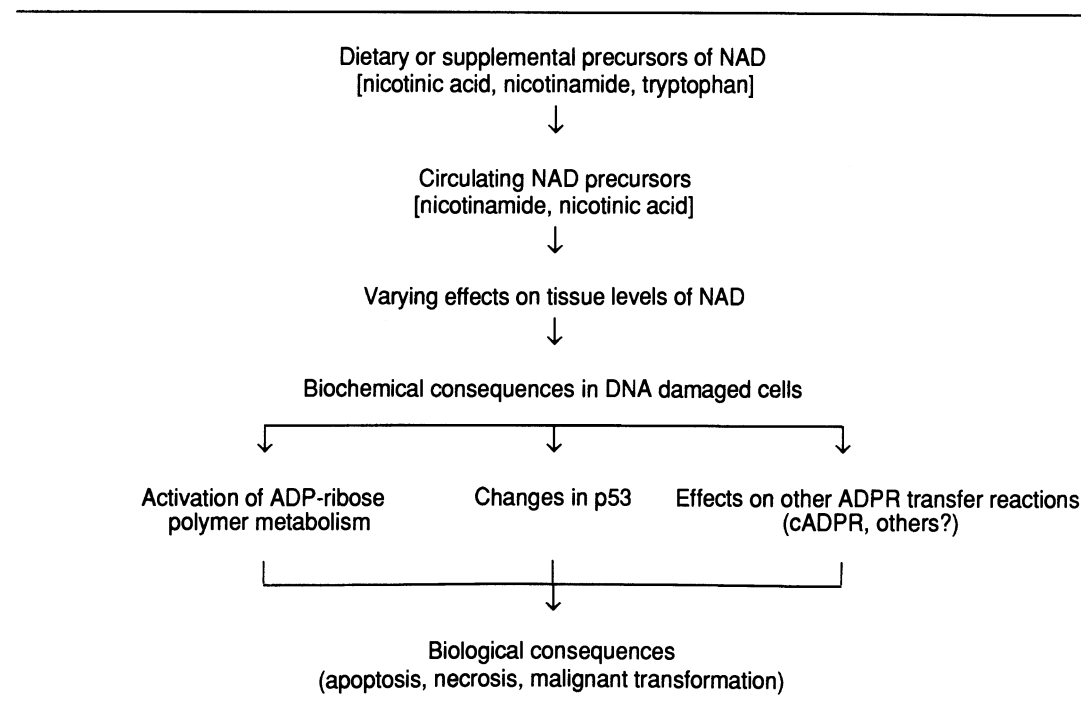 Dietary or supplemental precursors of NAD
[nicotinic acid, nicotinamide, tryptophan]
Circulating NAD precursors
[nicotinamide, nicotinic acid]
Varying effects on tissue levels of NAD
Biochemical consequences in DNA damaged cells
Activation of ADP-ribose
polymer metabolism
Changes in p53
Effects on other ADPR transfer reactions
(cADPR, others?)
Biological consequences
(apoptosis, necrosis, malignant transformation)